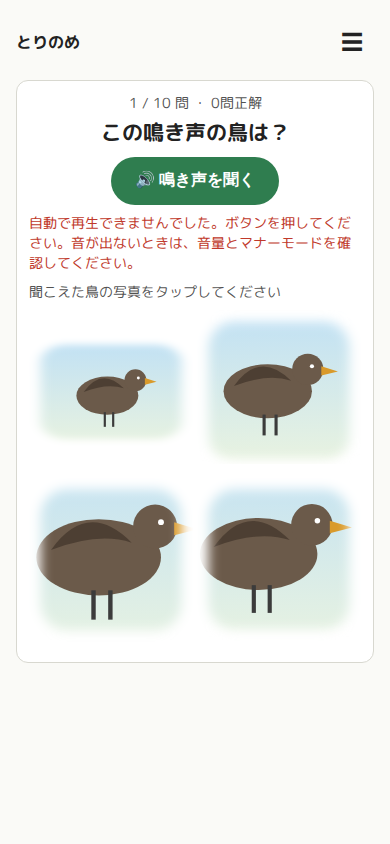 とりのめ
1 / 10 問 · 0問正解
この鳴き声の鳥は？
🔊 鳴き声を聞く
自動で再生できませんでした。ボタンを押してくだ
さい。音が出ないときは、音量とマナーモードを確
認してください。
聞こえた鳥の写真をタップしてください